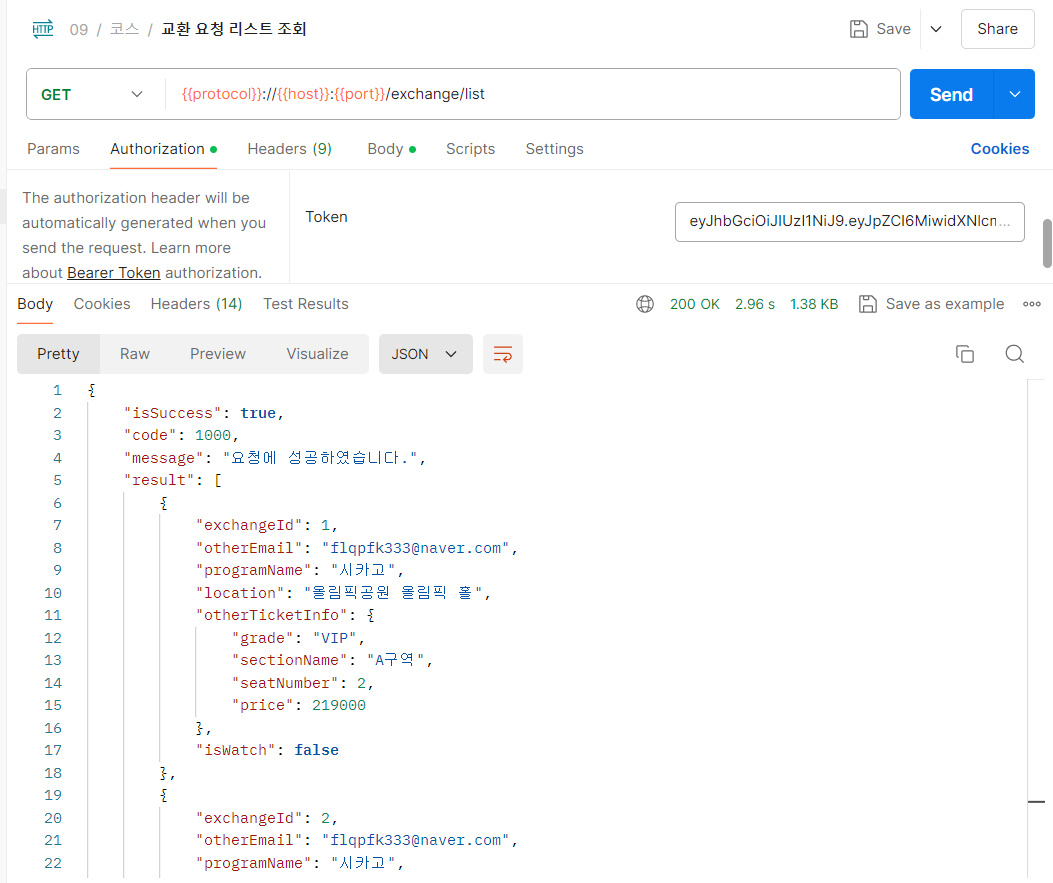 HTTP 09 / 코스 / 교환 요청 리스트 조회 Save Share
GET {{protocol}}://{{host}}:{{port}}/exchange/list Send
Params Authorization Headers (9) Body Scripts Settings Cookies
The authorization header will be
automatically generated when you
send the request. Learn more
about Bearer Token authorization.
Token eyJhbGciOiJIUzI1NiJ9.eyJpZCI6MiwidXNlcm...
Body Cookies Headers (14) Test Results 200 OK 2.96 s 1.38 KB Save as example
Pretty Raw Preview Visualize JSON
1 {
2 "isSuccess": true,
3 "code": 1000,
4 "message": "요청에 성공하였습니다.",
5 "result": [
6 {
7 "exchangeId": 1,
8 "otherEmail": "flqpfk333@naver.com",
9 "programName": "시카고",
10 "location": "올림픽공원 올림픽 홀",
11 "otherTicketInfo": {
12 "grade": "VIP",
13 "sectionName": "A구역",
14 "seatNumber": 2,
15 "price": 219000
16 },
17 "isWatch": false
18 },
19 {
20 "exchangeId": 2,
21 "otherEmail": "flqpfk333@naver.com",
22 "programName": "시카고",